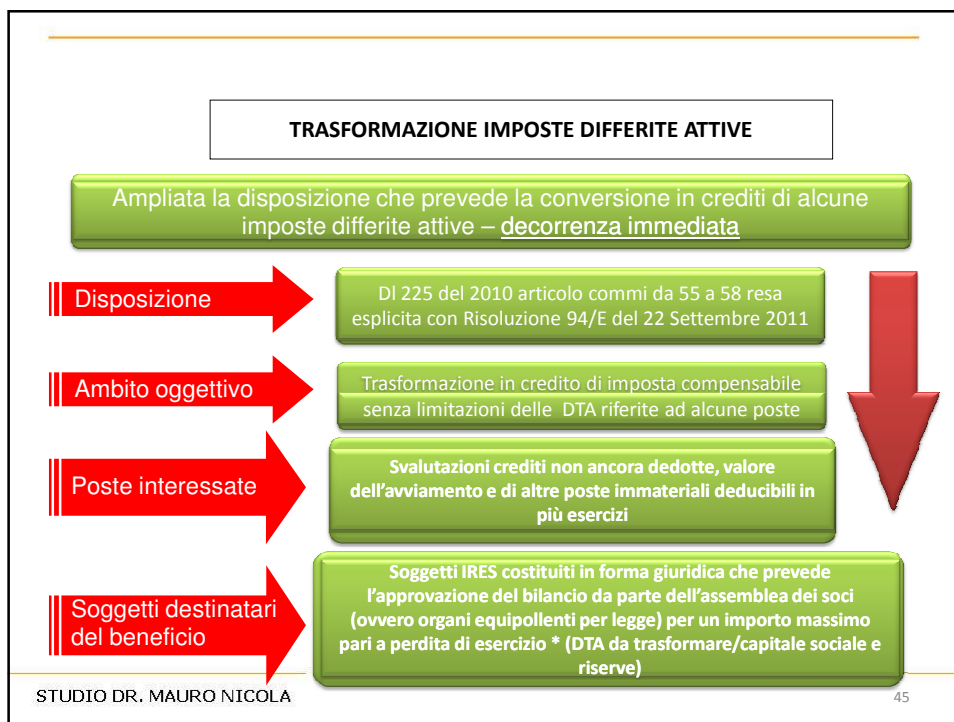 TRASFORMAZIONE IMPOSTE DIFFERITE ATTIVE
Ampliata la disposizione che prevede la conversione in crediti di alcune
imposte differite attive – decorrenza immediata
Disposizione
Dl 225 del 2010 articolo commi da 55 a 58 resa
esplicita con Risoluzione 94/E del 22 Settembre 2011
Ambito oggettivo
Trasformazione in credito di imposta compensabile
senza limitazioni delle DTA riferite ad alcune poste
Poste interessate
Svalutazioni crediti non ancora dedotte, valore
dell'avviamento e di altre poste immateriali deducibili in
più esercizi
Soggetti destinatari
del beneficio
Soggetti IRES costituiti in forma giuridica che prevede
l'approvazione del bilancio da parte dell'assemblea dei soci
(ovvero organi equipollenti per legge) per un importo massimo
pari a perdita di esercizio * (DTA da trasformare/capitale sociale e
riserve)
STUDIO DR. MAURO NICOLA
45